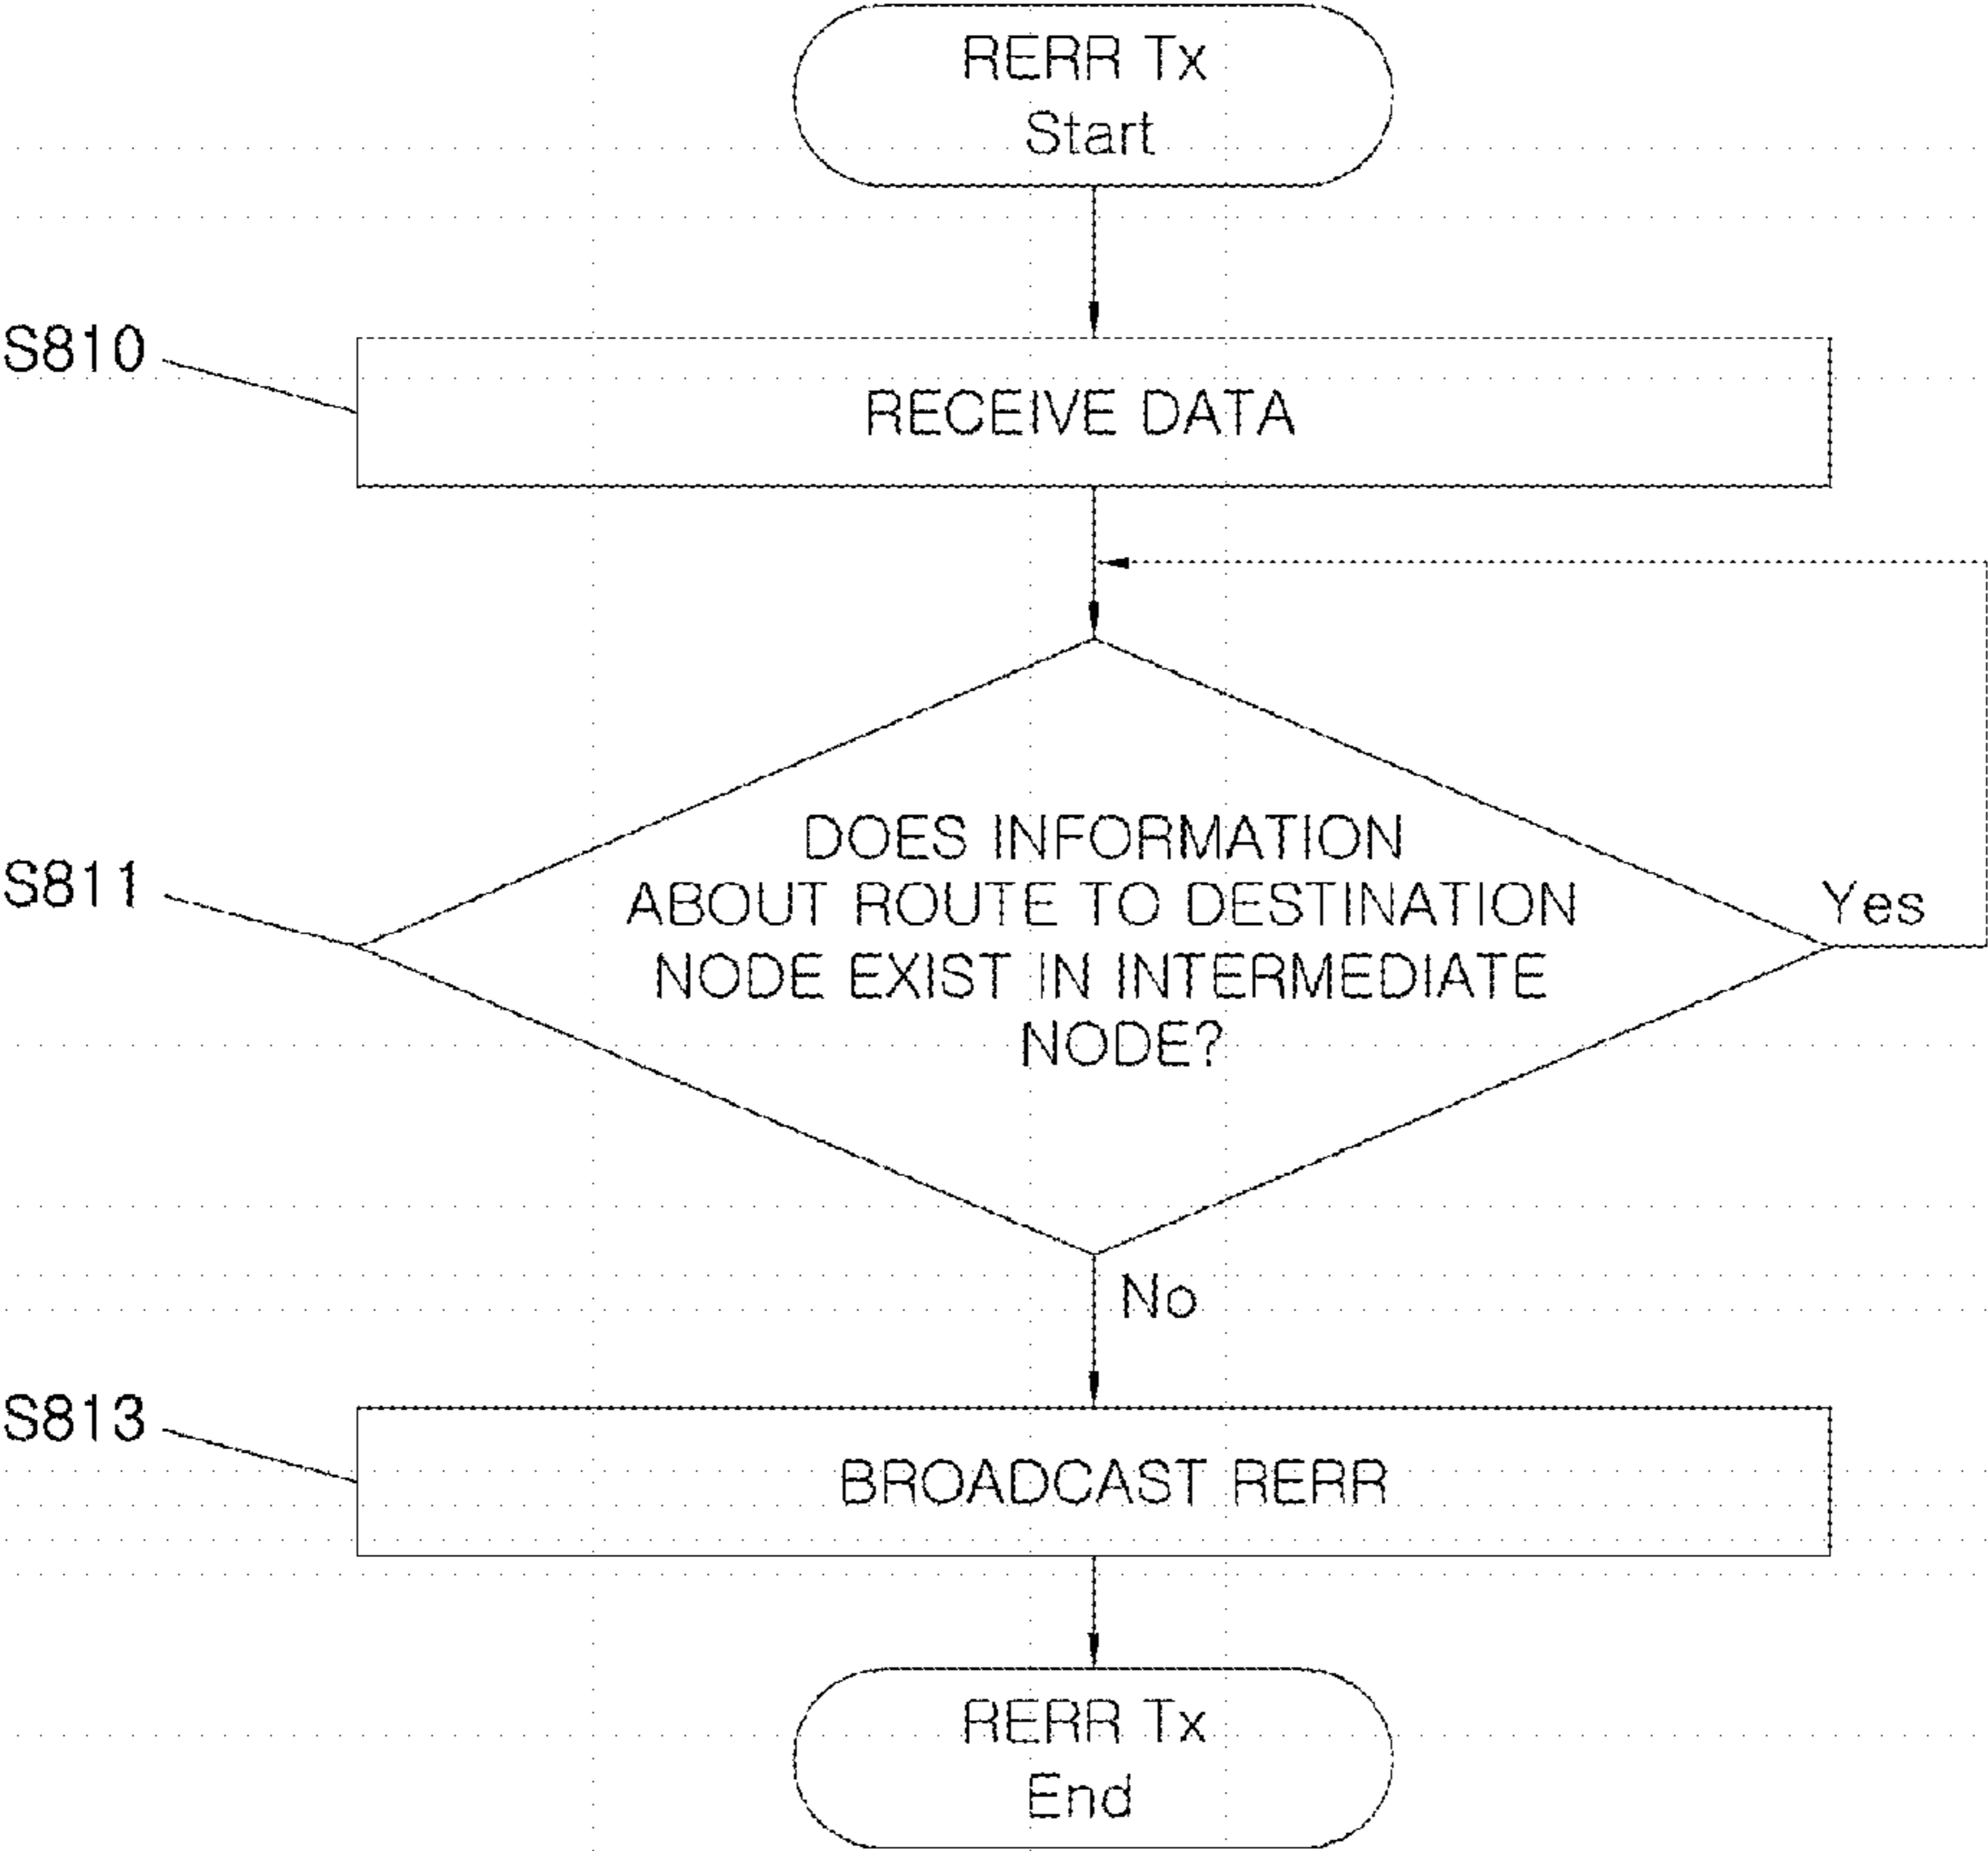 RERR Tx
Start
S810
RECEIVE DATA
DOES INFORMATION
S811
ABOUT ROUTE TO DESTINATION
Yes
NODE EXIST IN INTERMEDIATE
NODE?
No
S813
BROADCAST RERR
RERR Tx
End